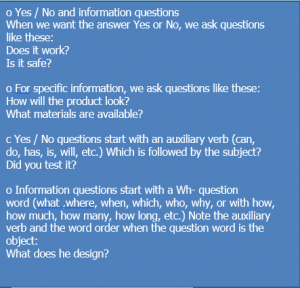 o Yes / No and information questions
When we want the answer Yes or No, we ask questions
like these:
Does it work?
Is it safe?
o For specific information, we ask questions like these:
How will the product look?
What materials are available?
c Yes / No questions start with an auxiliary verb (can,
do, has, is, will, etc.) Which is followed by the subject?
Did you test it?
o Information questions start with a Wh- question
word (what .where, when, which, who, why, or with how,
how much, how many, how long, etc.) Note the auxiliary
verb and the word order when the question word is the
object:
What does he design?